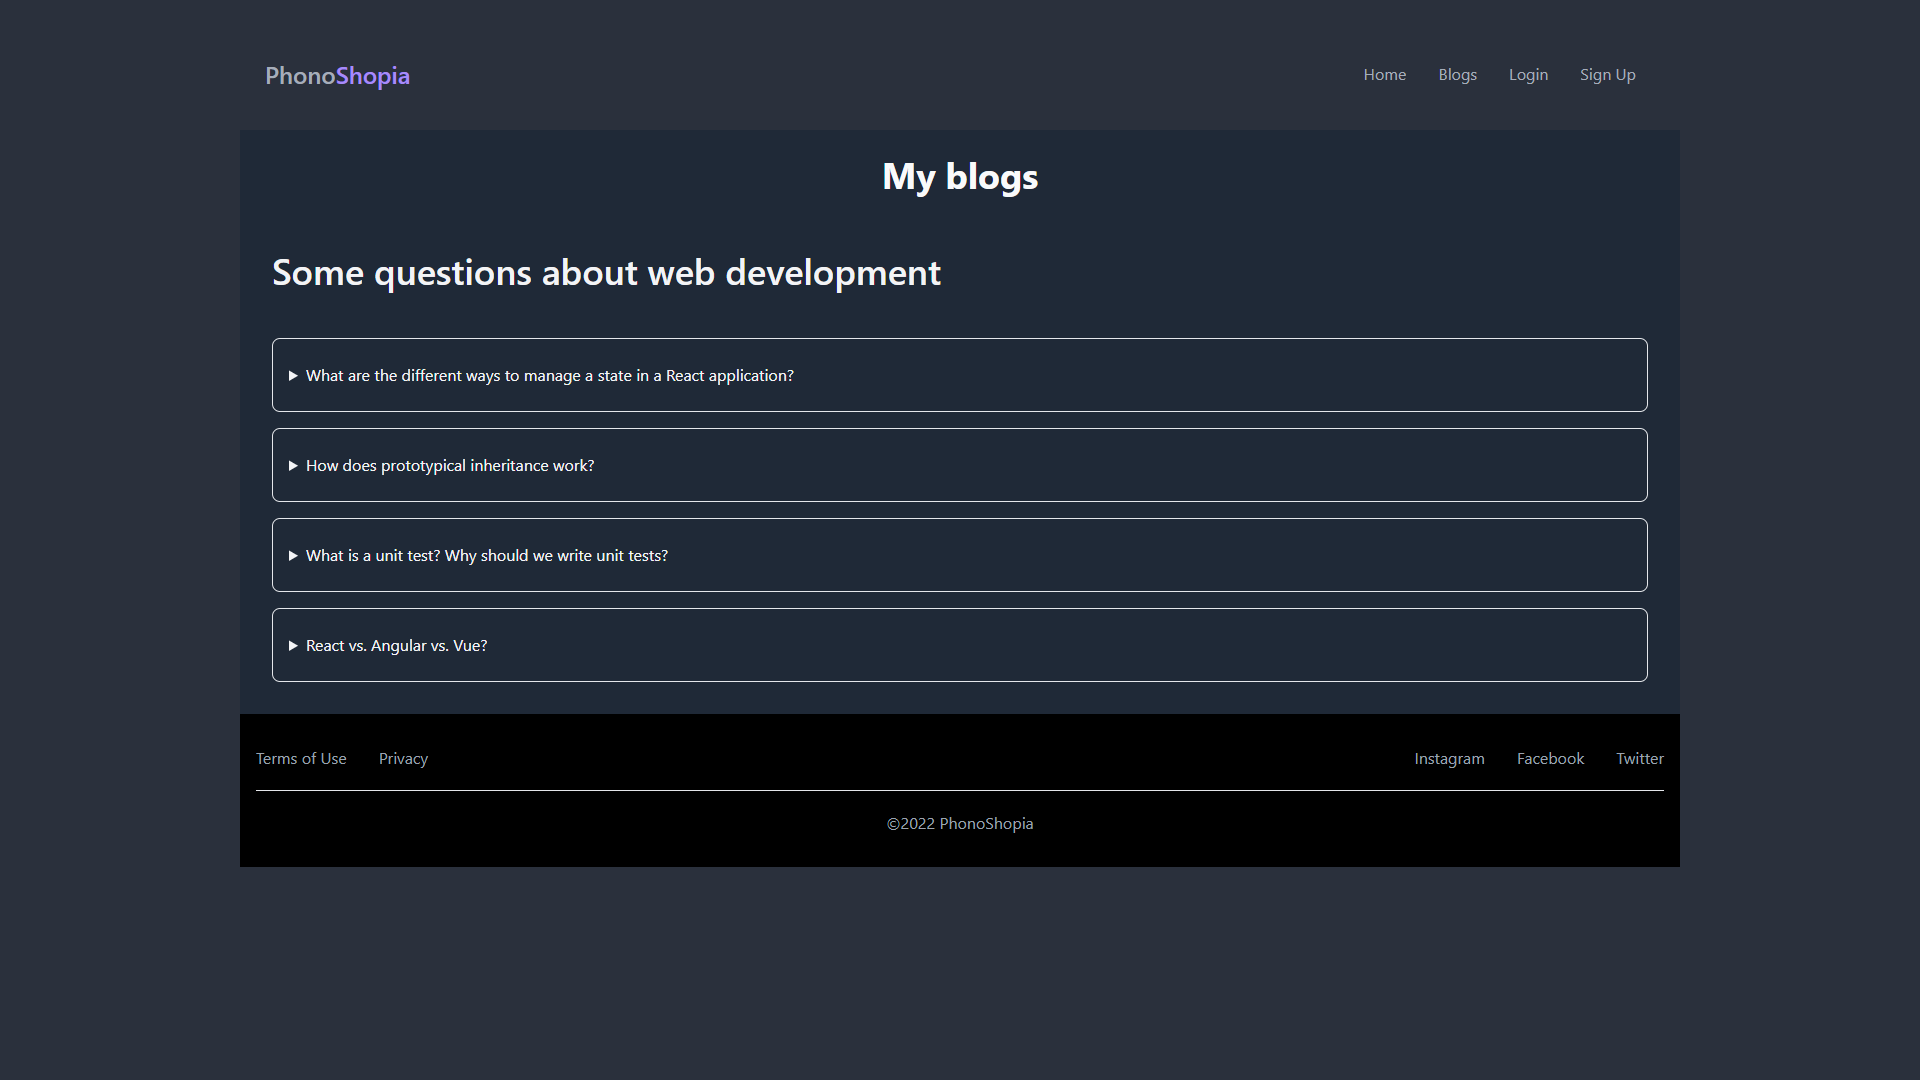 PhonoShopia
Home Blogs Login Sign Up
My blogs
Some questions about web development
What are the different ways to manage a state in a React application?
How does prototypical inheritance work?
What is a unit test? Why should we write unit tests?
React vs. Angular vs. Vue?
Terms of Use Privacy Instagram Facebook Twitter
©2022 PhonoShopia